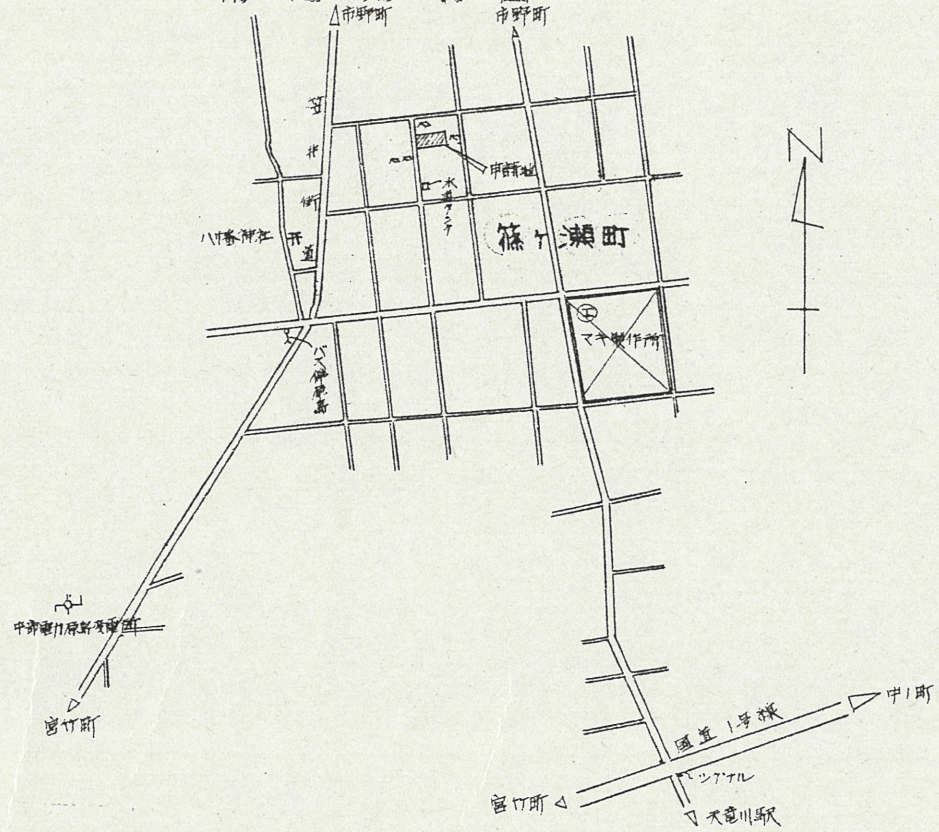 市野町
市野町
笠井街道
申請地
水道タンク
八幡神社
篠ヶ瀬町
N
マキ製作所
バス停原島
中部電力原島変電所
宮竹町
国道1号線
中1町
シグナル
宮竹町
天竜川駅